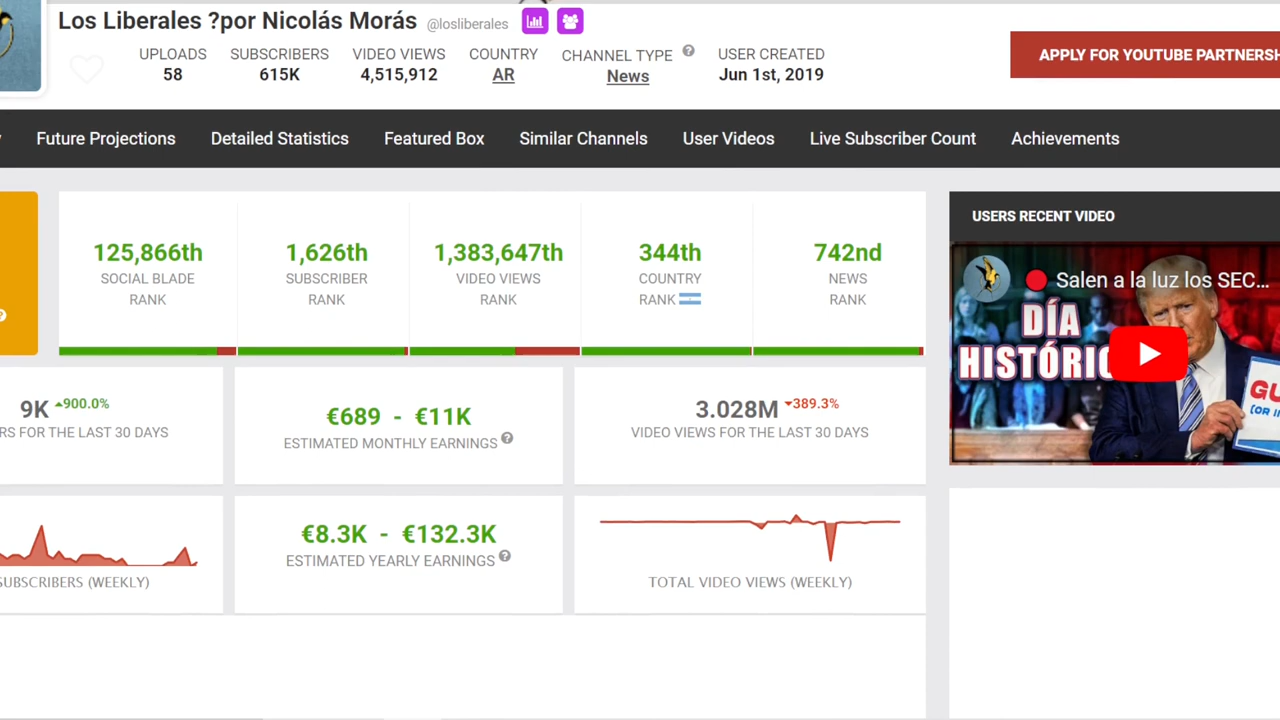 Los Liberales ?por Nicolás Morás @losliberales
UPLOADS SUBSCRIBERS VIDEO VIEWS COUNTRY CHANNEL TYPE ? USER CREATED
58 615K 4,515,912 AR News Jun 1st, 2019
APPLY FOR YOUTUBE PARTNERSH
Future Projections Detailed Statistics Featured Box Similar Channels User Videos Live Subscriber Count Achievements
125,866th 1,626th 1,383,647th 344th 742nd
SOCIAL BLADE SUBSCRIBER VIDEO VIEWS COUNTRY NEWS
RANK RANK RANK RANK RANK
USERS RECENT VIDEO
Salen a la luz los SEC...
DÍA
HISTÓRIC
GU
(OR I
9K 900.0% €689 - €11K 3.028M 389.3%
RS FOR THE LAST 30 DAYS ESTIMATED MONTHLY EARNINGS ? VIDEO VIEWS FOR THE LAST 30 DAYS
€8.3K - €132.3K
ESTIMATED YEARLY EARNINGS ?
SUBSCRIBERS (WEEKLY) TOTAL VIDEO VIEWS (WEEKLY)